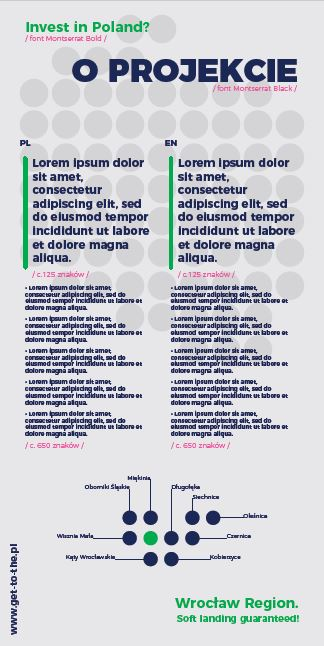 Invest in Poland?
/ font Montserrat Bold /
O PROJEKCIE
/ font Montserrat Black /
PL
Lorem ipsum dolor
sit amet,
consectetur
adipiscing elit, sed
do eiusmod tempor
incididunt ut labore
et dolore magna
aliqua.
/ c.125 znaków /
• Lorem ipsum dolor sit amet,
consectetur adipiscing elit, sed do
eiusmod tempor incididunt ut labore et
dolore magna aliqua.
• Lorem ipsum dolor sit amet,
consectetur adipiscing elit, sed do
eiusmod tempor incididunt ut labore et
dolore magna aliqua.
• Lorem ipsum dolor sit amet,
consectetur adipiscing elit, sed do
eiusmod tempor incididunt ut labore et
dolore magna aliqua.
• Lorem ipsum dolor sit amet,
consectetur adipiscing elit, sed do
eiusmod tempor incididunt ut labore et
dolore magna aliqua.
• Lorem ipsum dolor sit amet,
consectetur adipiscing elit, sed do
eiusmod tempor incididunt ut labore et
dolore magna aliqua.
/ c. 650 znaków /
EN
Lorem ipsum dolor
sit amet,
consectetur
adipiscing elit, sed
do eiusmod tempor
incididunt ut labore
et dolore magna
aliqua.
/ c.125 znaków /
• Lorem ipsum dolor sit amet,
consectetur adipiscing elit, sed do
eiusmod tempor incididunt ut labore et
dolore magna aliqua.
• Lorem ipsum dolor sit amet,
consectetur adipiscing elit, sed do
eiusmod tempor incididunt ut labore et
dolore magna aliqua.
• Lorem ipsum dolor sit amet,
consectetur adipiscing elit, sed do
eiusmod tempor incididunt ut labore et
dolore magna aliqua.
• Lorem ipsum dolor sit amet,
consectetur adipiscing elit, sed do
eiusmod tempor incididunt ut labore et
dolore magna aliqua.
• Lorem ipsum dolor sit amet,
consectetur adipiscing elit, sed do
eiusmod tempor incididunt ut labore et
dolore magna aliqua.
/ c. 650 znaków /
Miękinia
Oborniki Śląskie
Długołęka
Siechnice
Oleśnica
Wisznia Mała
Czernica
Kąty Wrocławskie
Kobierzyce
www.get-to-the.pl
Wrocław Region.
Soft landing guaranteed!